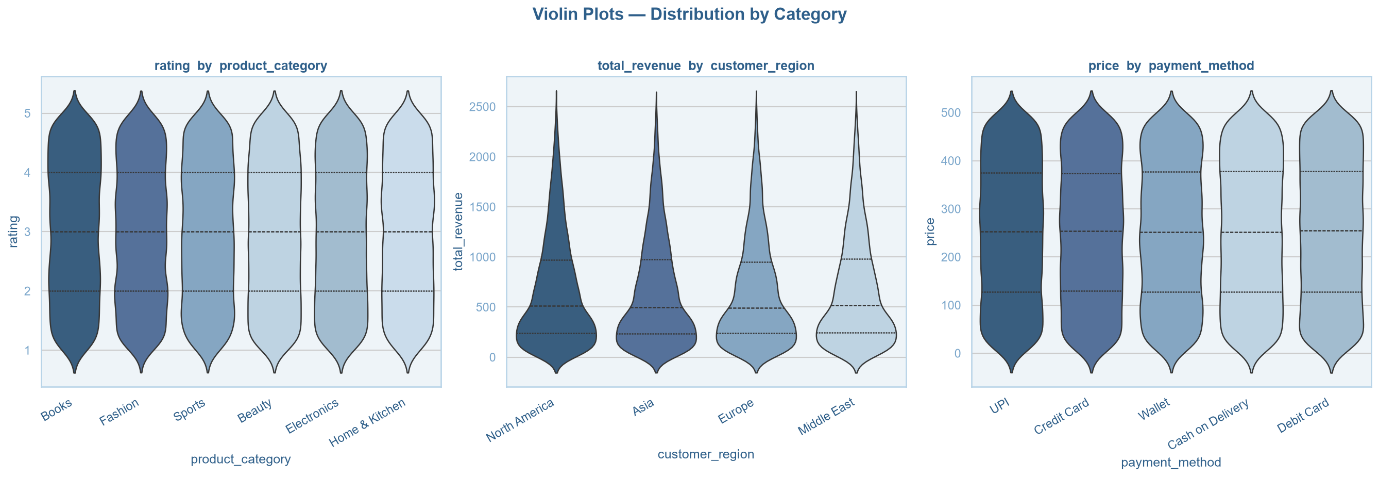 Violin Plots — Distribution by Category
rating by product_category
5
4
3
2
1
rating
Books
Fashion
Sports
Beauty
Electronics
Home & Kitchen
product_category
total_revenue by customer_region
2500
2000
1500
1000
500
0
total_revenue
North America
Asia
Europe
Middle East
customer_region
price by payment_method
500
400
300
200
100
0
price
UPI
Credit Card
Wallet
Cash on Delivery
Debit Card
payment_method